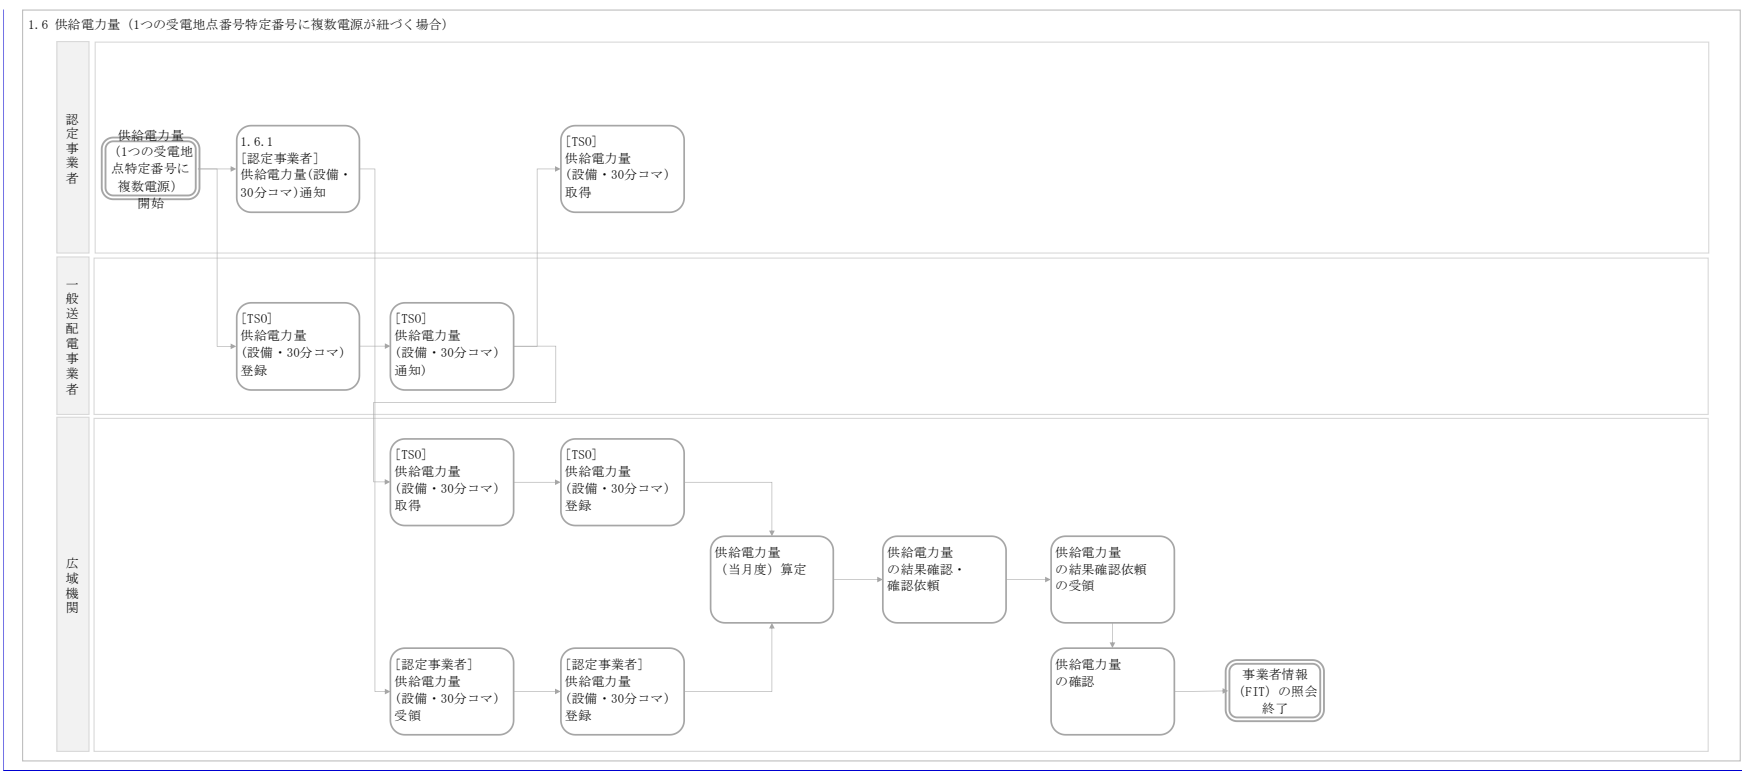 1.6 供給電力量（1つの受電地点番号特定番号に複数電源が紐づく場合）
認定事業者
供給電力量
（1つの受電地
点特定番号に
複数電源）
開始
1.6.1
[認定事業者]
供給電力量(設備・
30分コマ)通知
[TSO]
供給電力量
(設備・30分コマ)
取得
一般送配電事業者
[TSO]
供給電力量
(設備・30分コマ)
登録
[TSO]
供給電力量
(設備・30分コマ)
通知)
広域機関
[TSO]
供給電力量
(設備・30分コマ)
取得
[TSO]
供給電力量
(設備・30分コマ)
登録
供給電力量
（当月度）算定
供給電力量
の結果確認・
確認依頼
供給電力量
の結果確認依頼
の受領
[認定事業者]
供給電力量
(設備・30分コマ)
受領
[認定事業者]
供給電力量
(設備・30分コマ)
登録
供給電力量
の確認
事業者情報
（FIT）の照会
終了